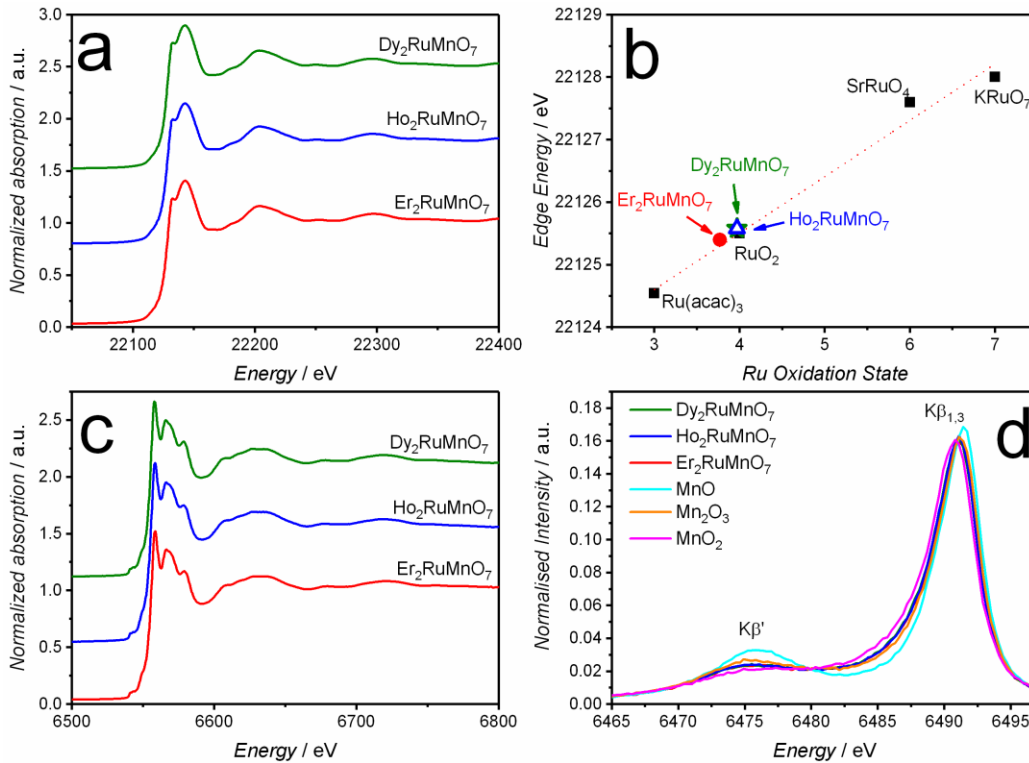 a
3.0
2.5
2.0
1.5
1.0
0.5
0.0
Normalized absorption / a.u.
Dy₂RuMnO₇
Ho₂RuMnO₇
Er₂RuMnO₇
22100
22200
22300
22400
Energy / eV
b
22129
22128
22127
22126
22125
22124
Edge Energy / eV
SrRuO₄
KRuO₇
Dy₂RuMnO₇
Er₂RuMnO₇
Ho₂RuMnO₇
RuO₂
Ru(acac)₃
3
4
5
6
7
Ru Oxidation State
c
2.5
2.0
1.5
1.0
0.5
0.0
Normalized absorption / a.u.
Dy₂RuMnO₇
Ho₂RuMnO₇
Er₂RuMnO₇
6500
6600
6700
6800
Energy / eV
d
0.18
0.16
0.14
0.12
0.10
0.08
0.06
0.04
0.02
0.00
Normalised Intensity / a.u.
Dy₂RuMnO₇
Ho₂RuMnO₇
Er₂RuMnO₇
MnO
Mn₂O₃
MnO₂
Kβ₁,₃
Kβ'
6465
6470
6475
6480
6485
6490
6495
Energy / eV